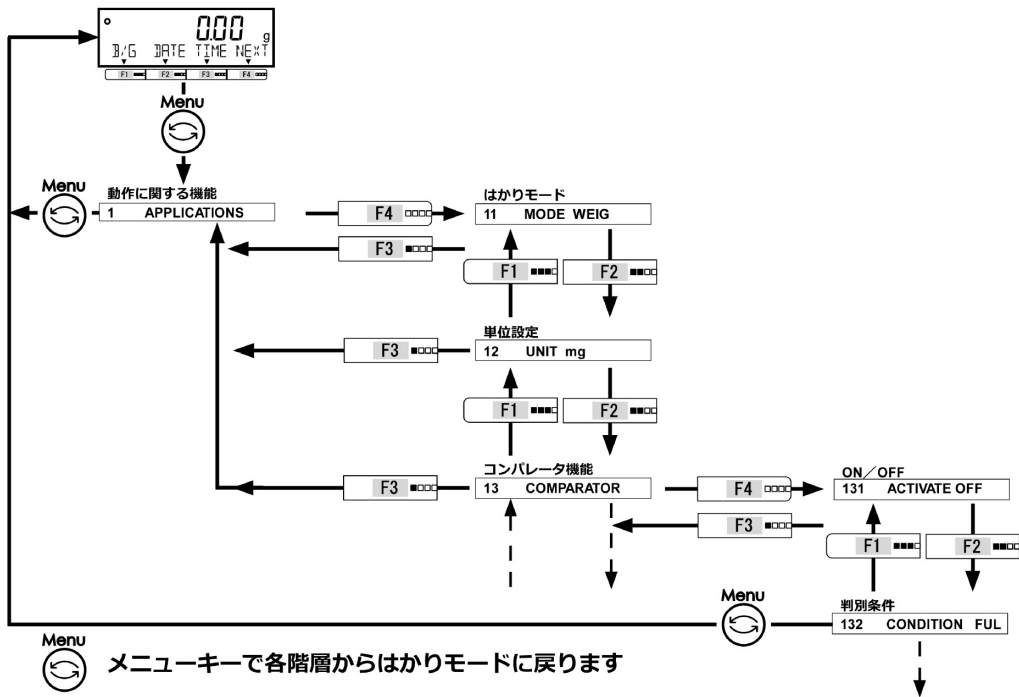 0.00 g
B/G DATE TIME NEXT
F1 F2 F3 F4
Menu
Menu
動作に関する機能
1 APPLICATIONS
F4
はかりモード
11 MODE WEIG
F3
F1 F2
単位設定
F3
12 UNIT mg
F1 F2
コンパレータ機能
F3
13 COMPARATOR
F4
ON/OFF
131 ACTIVATE OFF
F3
F1 F2
Menu
判別条件
132 CONDITION FUL
Menu
メニューキーで各階層からはかりモードに戻ります